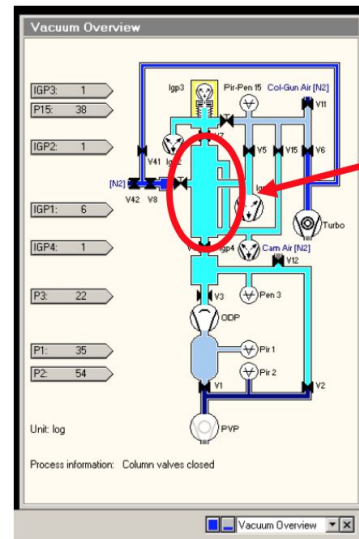 Vacuum Overview
Igp3
Pir-Pen 15
Col-Gun Air [N2]
IGP3: 1
P15: 38
V11
V7
IGP2: 1
V41
V5
V15
V6
[N2]
V42
V8
Turbo
IGP1: 6
IGP4: 1
Igp4
Cam Air [N2]
V12
P3: 22
V3
Pen 3
ODP
P1: 35
Pir 1
P2: 54
Pir 2
V1
V2
Unit: log
PVP
Process information: Column valves closed
Vacuum Overview